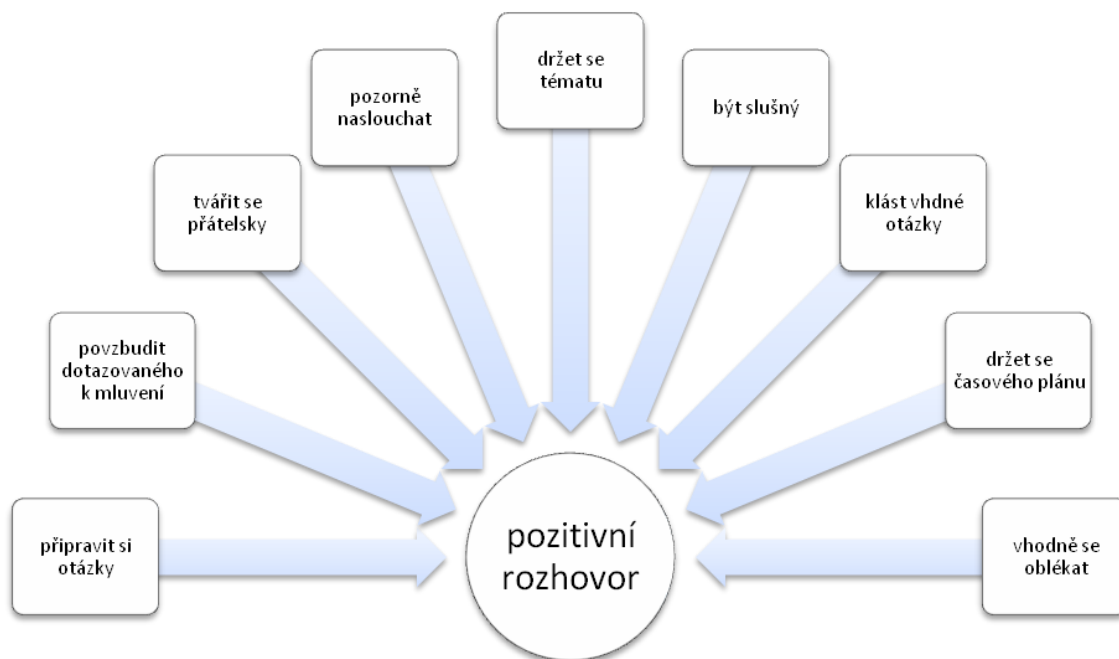 držet se
tématu
pozorně
naslouchat
být slušný
tvářit se
přátelsky
klást vhdné
otázky
povzbudit
dotazovaného
k mluvení
držet se
časového plánu
připravit si
otázky
pozitivní
rozhovor
vhodně se
oblékat